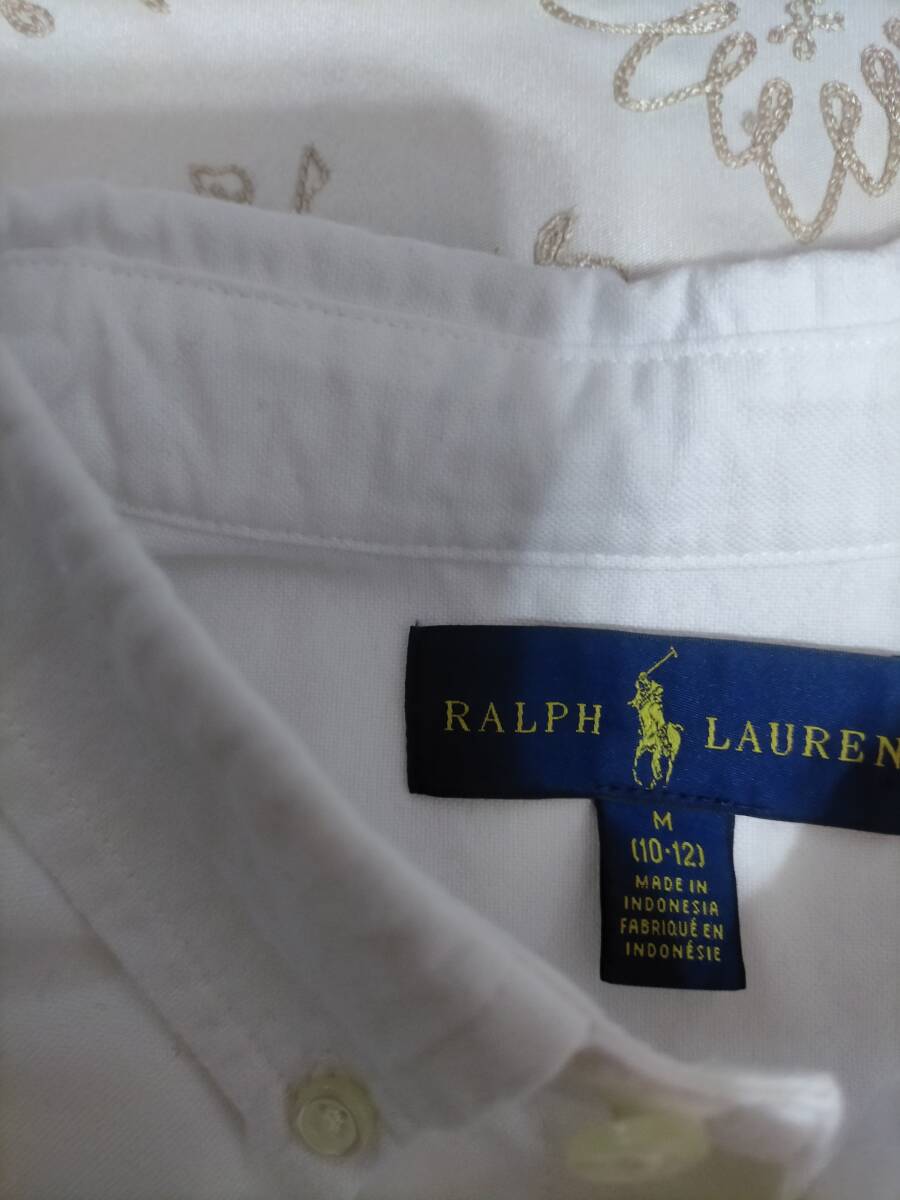 RALPH LAUREN
M
(10•12)
MADE IN
INDONESIA
FABRIQUÉ EN
INDONÉSIE